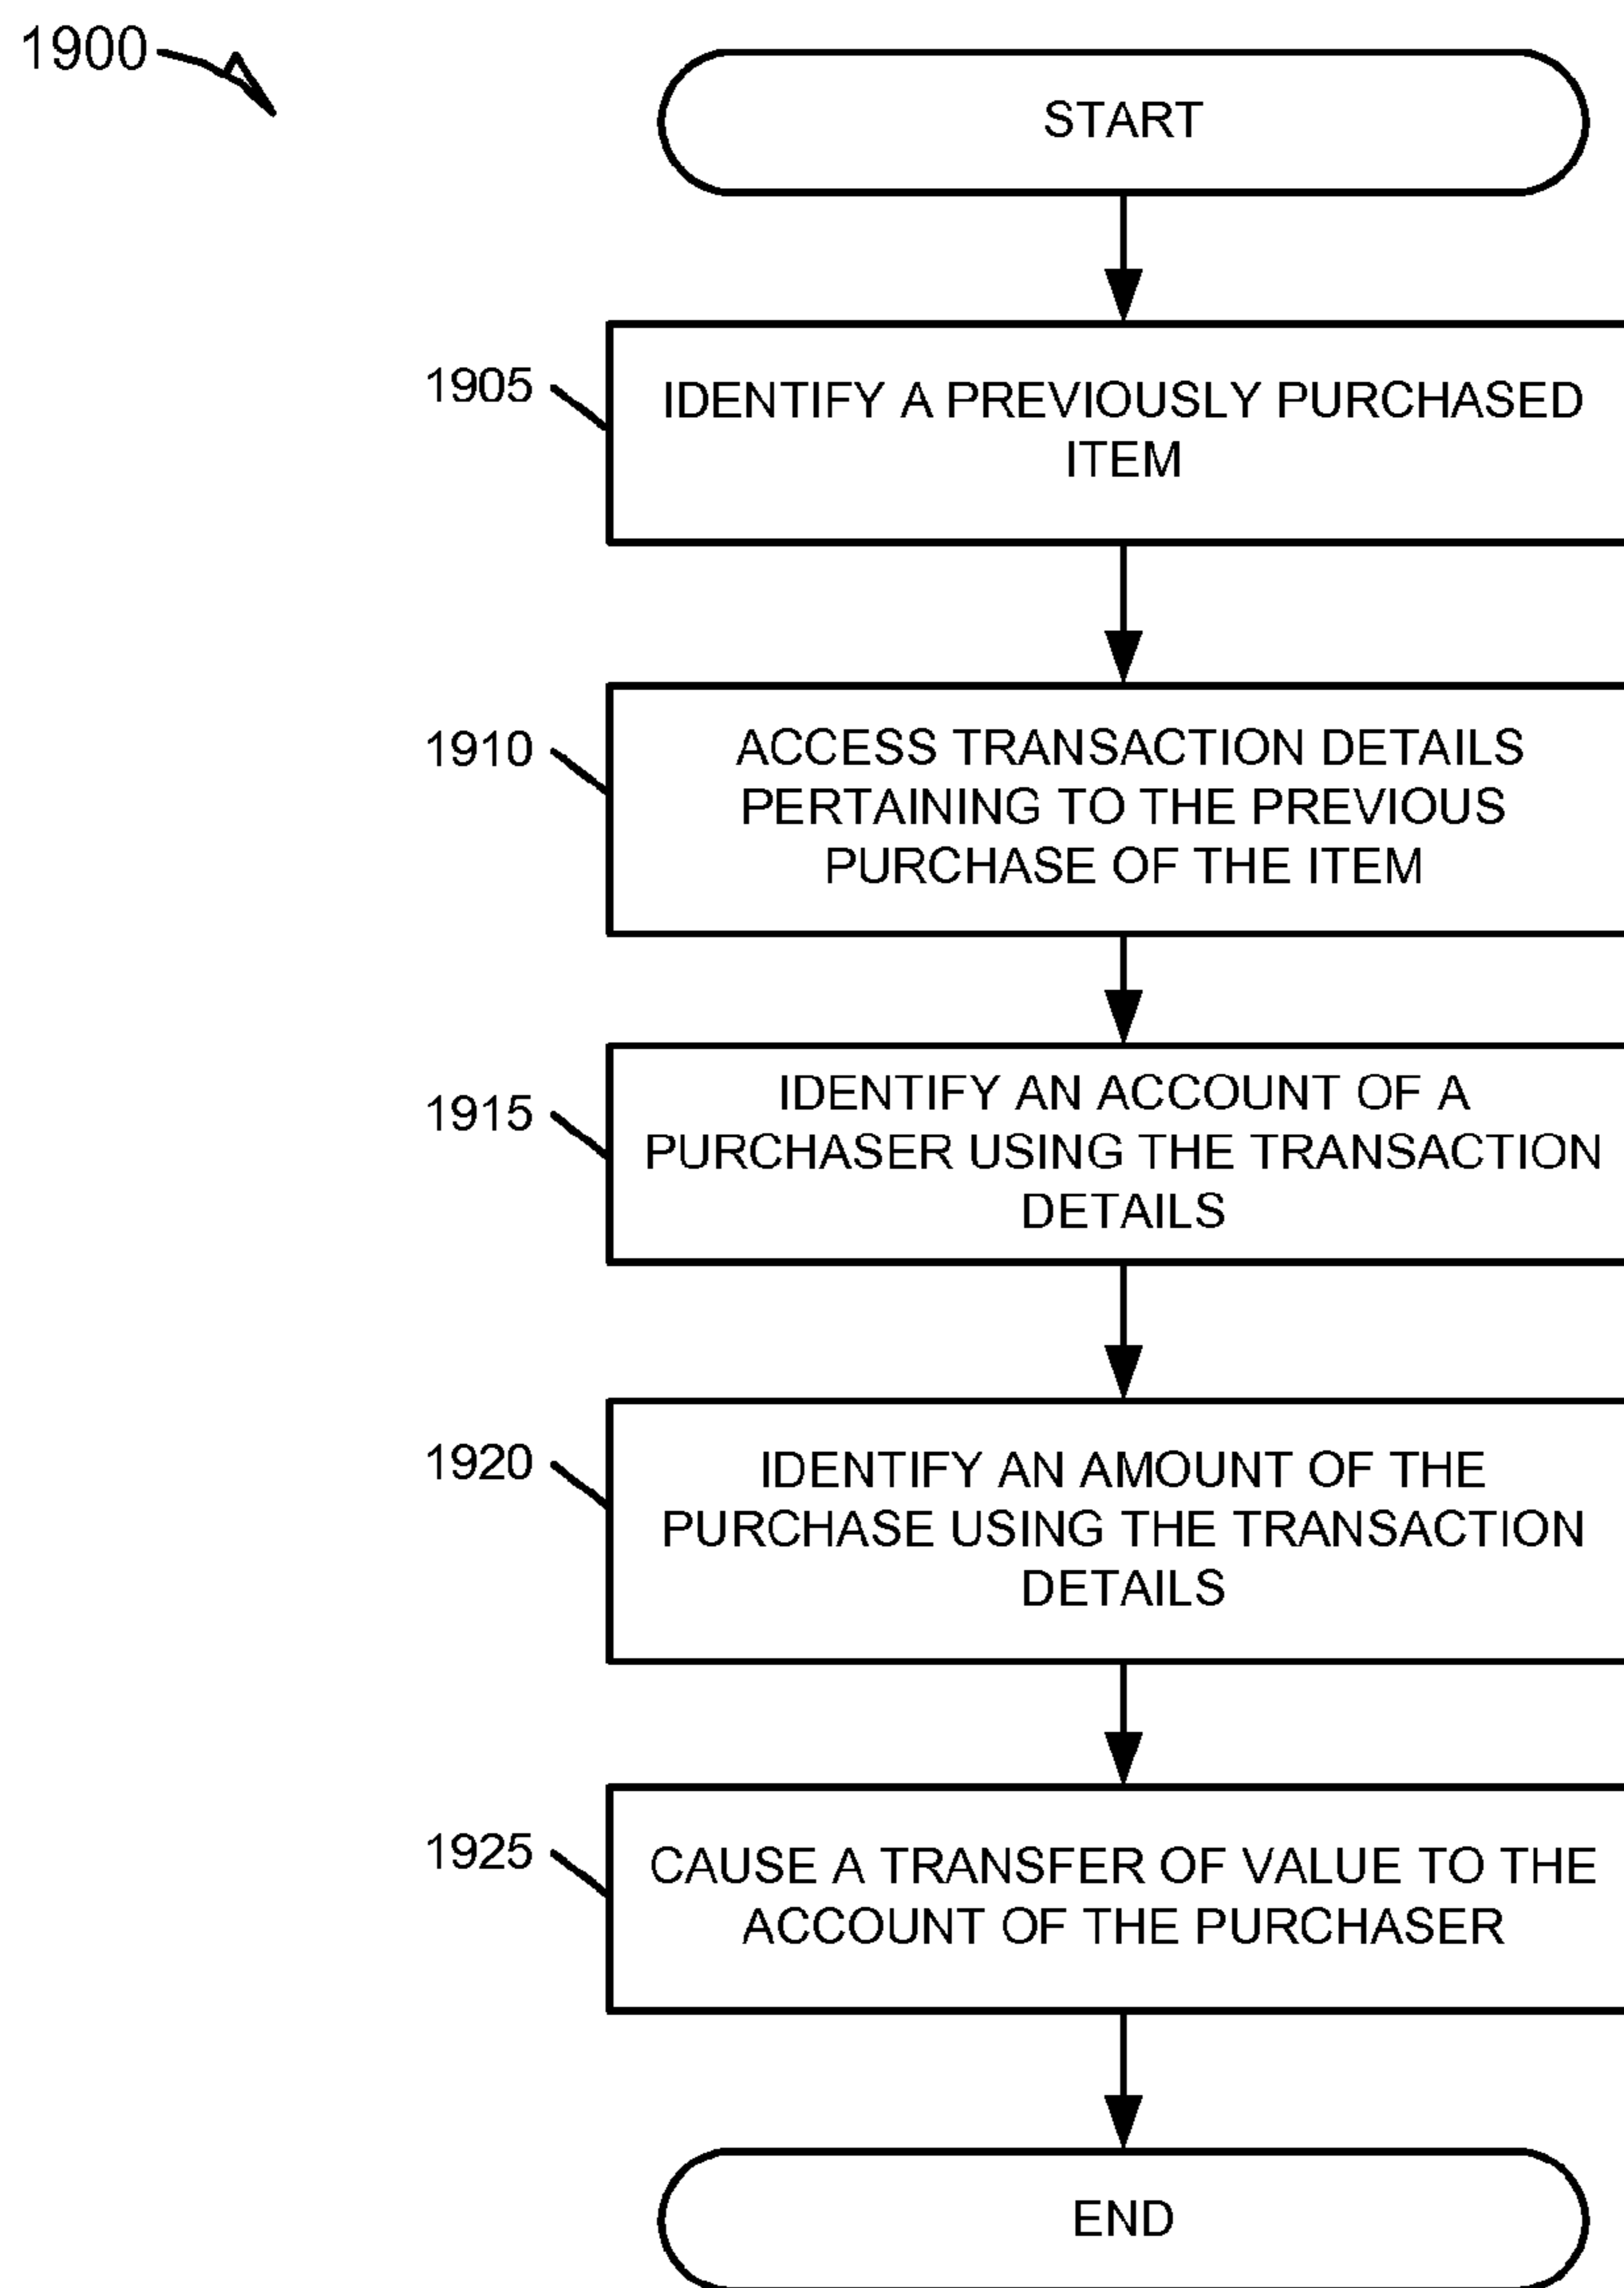 1900
START
1905
IDENTIFY A PREVIOUSLY PURCHASED
ITEM
1910
ACCESS TRANSACTION DETAILS
PERTAINING TO THE PREVIOUS
PURCHASE OF THE ITEM
1915
IDENTIFY AN ACCOUNT OF A
PURCHASER USING THE TRANSACTION
DETAILS
1920
IDENTIFY AN AMOUNT OF THE
PURCHASE USING THE TRANSACTION
DETAILS
1925
CAUSE A TRANSFER OF VALUE TO THE
ACCOUNT OF THE PURCHASER
END